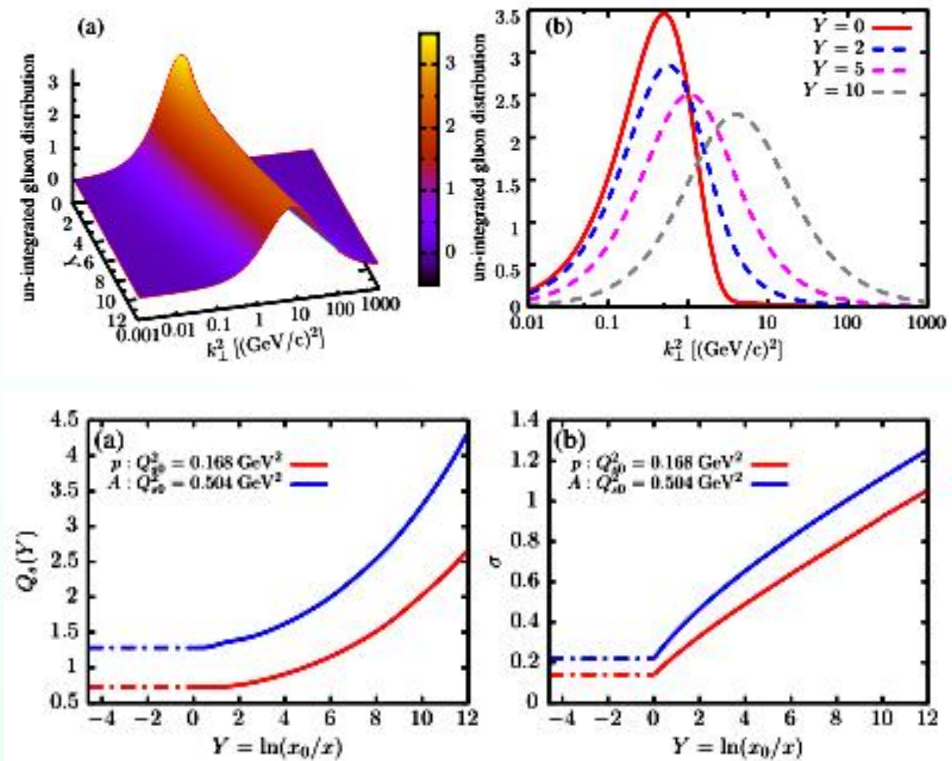 (a)
un-integrated gluon distribution
3
2
1
0
0
2
4
6
8
10
12
Y
0.001
0.01
0.1
1
10
100
1000
k⊥² [(GeV/c)²]
3
2
1
0
(b)
un-integrated gluon distribution
3.5
3
2.5
2
1.5
1
0.5
0
Y = 0
Y = 2
Y = 5
Y = 10
0.01
0.1
1
10
100
1000
k⊥² [(GeV/c)²]
(a)
p : Q²s0 = 0.168 GeV²
A : Q²s0 = 0.504 GeV²
Qs(Y)
4.5
4
3.5
3
2.5
2
1.5
1
0.5
−4 −2 0 2 4 6 8 10 12
Y = ln(x0/x)
(b)
p : Q²s0 = 0.168 GeV²
A : Q²s0 = 0.504 GeV²
σ
1.4
1.2
1
0.8
0.6
0.4
0.2
0
−4 −2 0 2 4 6 8 10 12
Y = ln(x0/x)